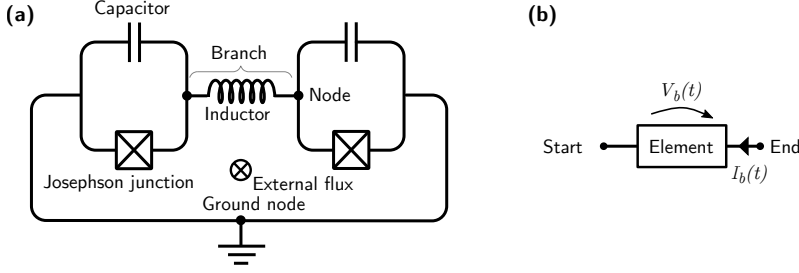 (a)
Capacitor
Branch
Node
Inductor
Josephson junction
External flux
Ground node
(b)
V_b(t)
Start
Element
End
I_b(t)